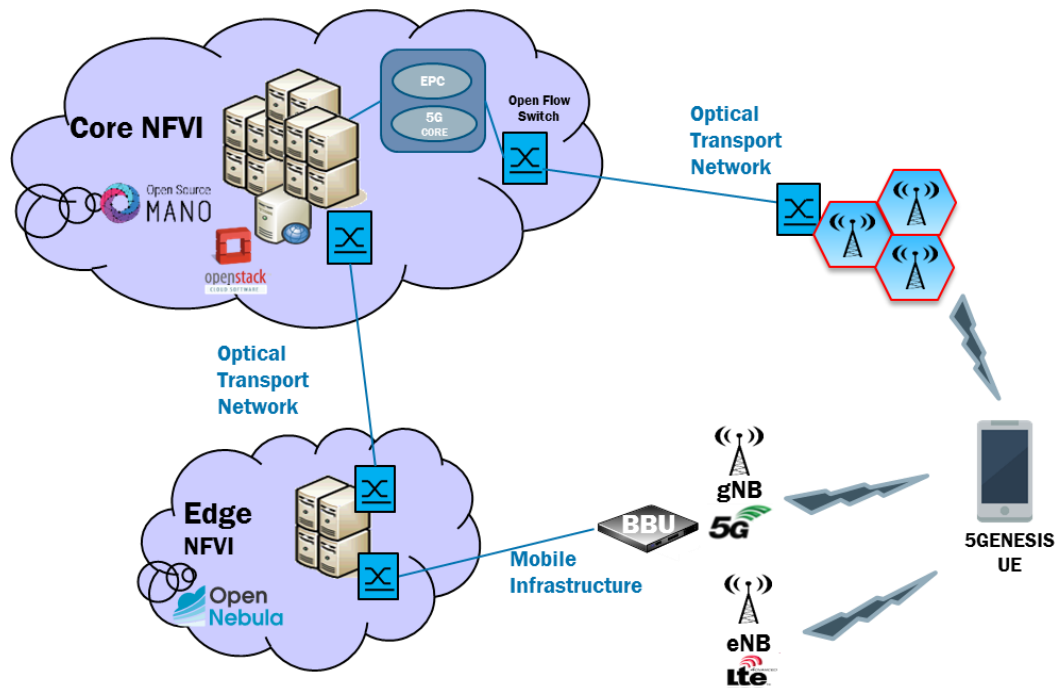 EPC
5G
CORE
Open Flow
Switch
Core NFVI
Open Source
MANO
openstack
CLOUD SOFTWARE
Optical
Transport
Network
Optical
Transport
Network
Edge
NFVI
Open
Nebula
Mobile
Infrastructure
BBU
gNB
5G
eNB
Lte
5GENESIS
UE